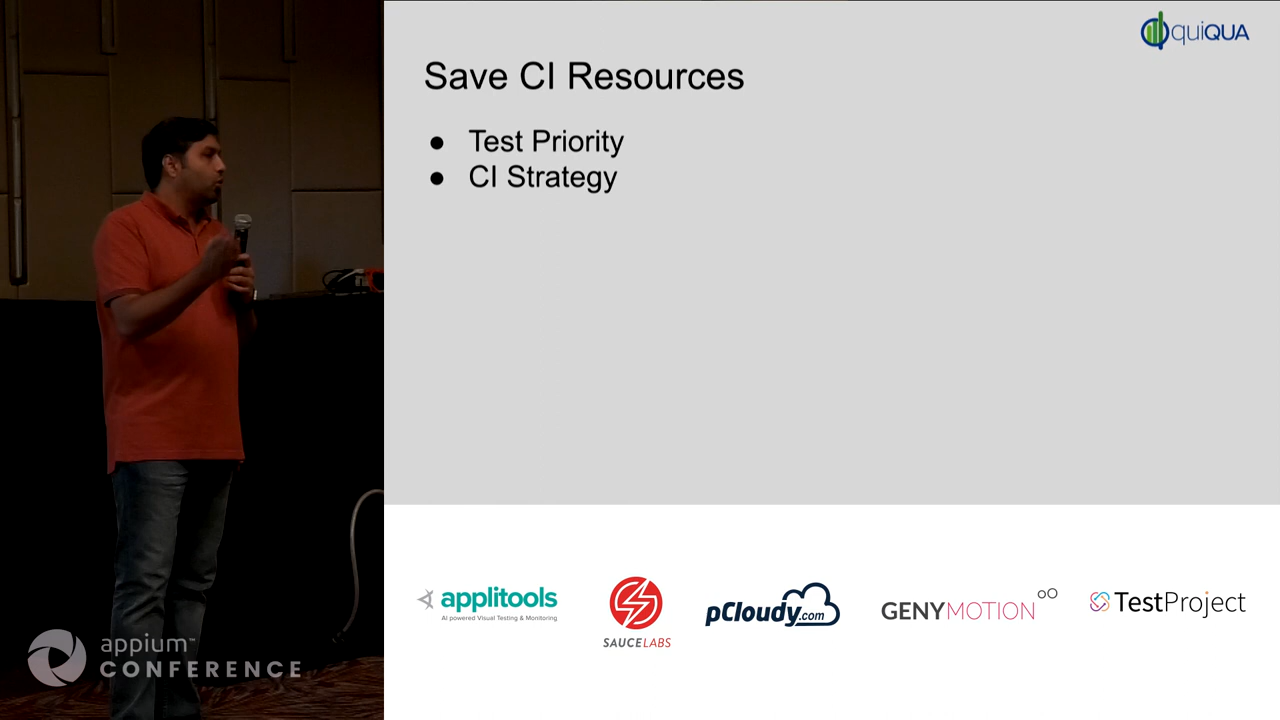 quiQUA
Save CI Resources
● Test Priority
● CI Strategy
applitools
AI powered Visual Testing & Monitoring
SAUCELABS
pCloudy.com
GENYMOTION
TestProject
appium™
CONFERENCE